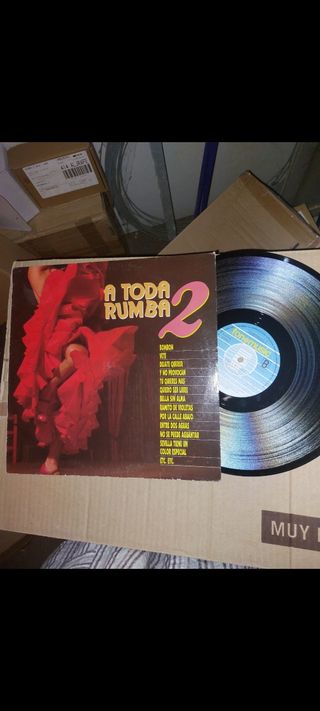 A TODA
RUMBA 2
BOMBON
VETE
DEJATE QUERER
Y NO PROVOCAN
TU QUIERES MAS
QUIERO SER LIBRE
BELLA SIN ALMA
RAMITO DE VIOLETAS
POR LA CALLE ABAJO
ENTRE DOS AGUAS
NO SE PUEDE AGUANTAR
SEVILLA TIENE UN
COLOR ESPECIAL
ETC. ETC.
B
MUY